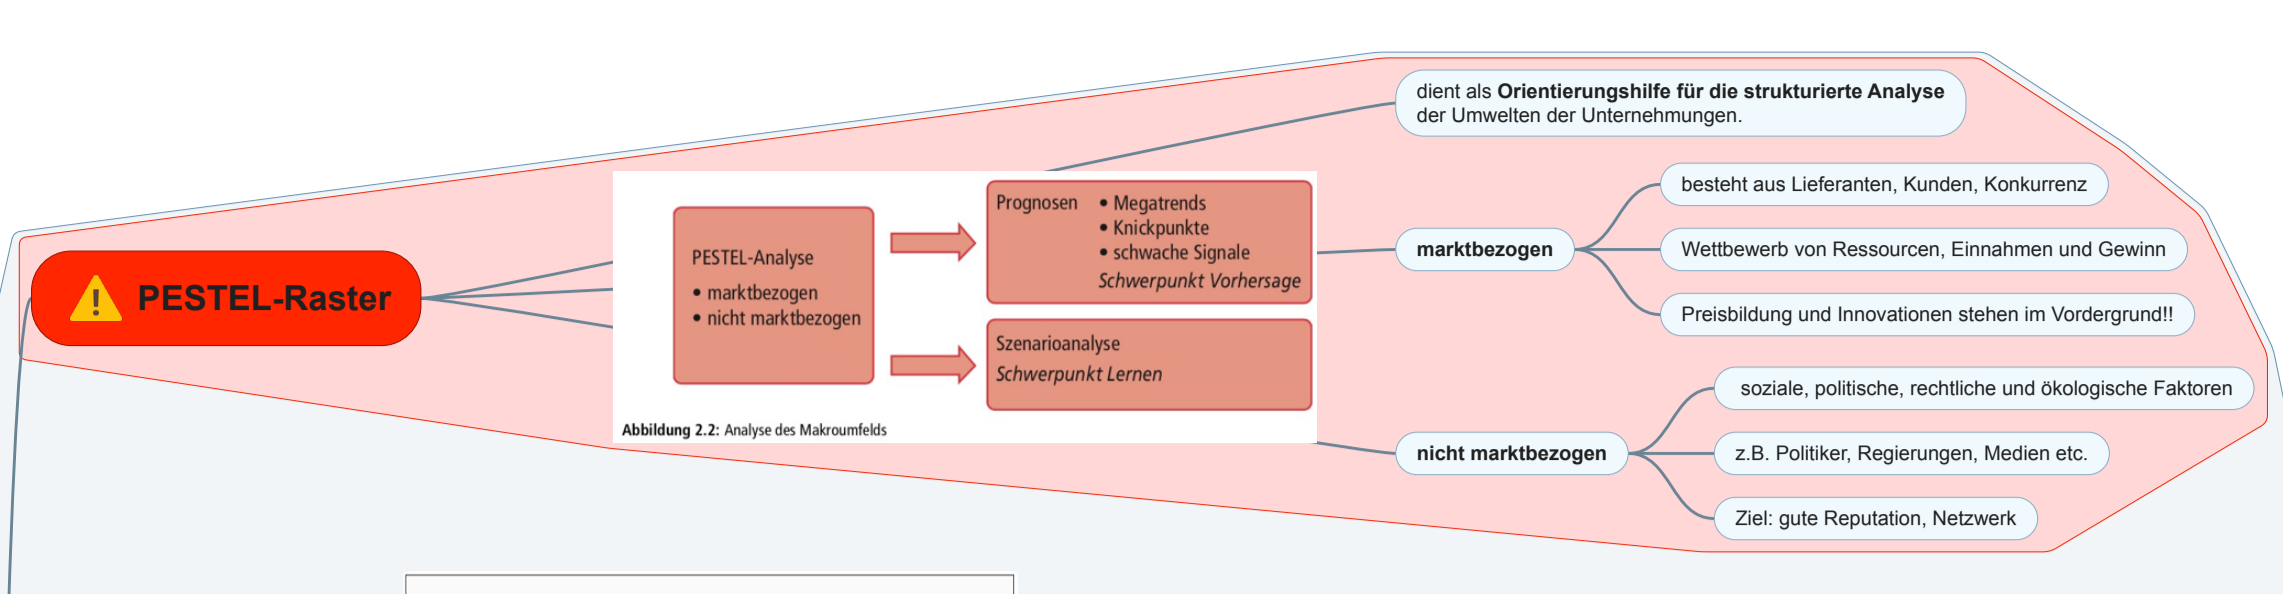 PESTEL-Raster
PESTEL-Analyse
• marktbezogen
• nicht marktbezogen
Prognosen • Megatrends
• Knickpunkte
• schwache Signale
Schwerpunkt Vorhersage
Szenarioanalyse
Schwerpunkt Lernen
Abbildung 2.2: Analyse des Makroumfelds
dient als Orientierungshilfe für die strukturierte Analyse
der Umwelten der Unternehmungen.
marktbezogen
besteht aus Lieferanten, Kunden, Konkurrenz
Wettbewerb von Ressourcen, Einnahmen und Gewinn
Preisbildung und Innovationen stehen im Vordergrund!!
nicht marktbezogen
soziale, politische, rechtliche und ökologische Faktoren
z.B. Politiker, Regierungen, Medien etc.
Ziel: gute Reputation, Netzwerk